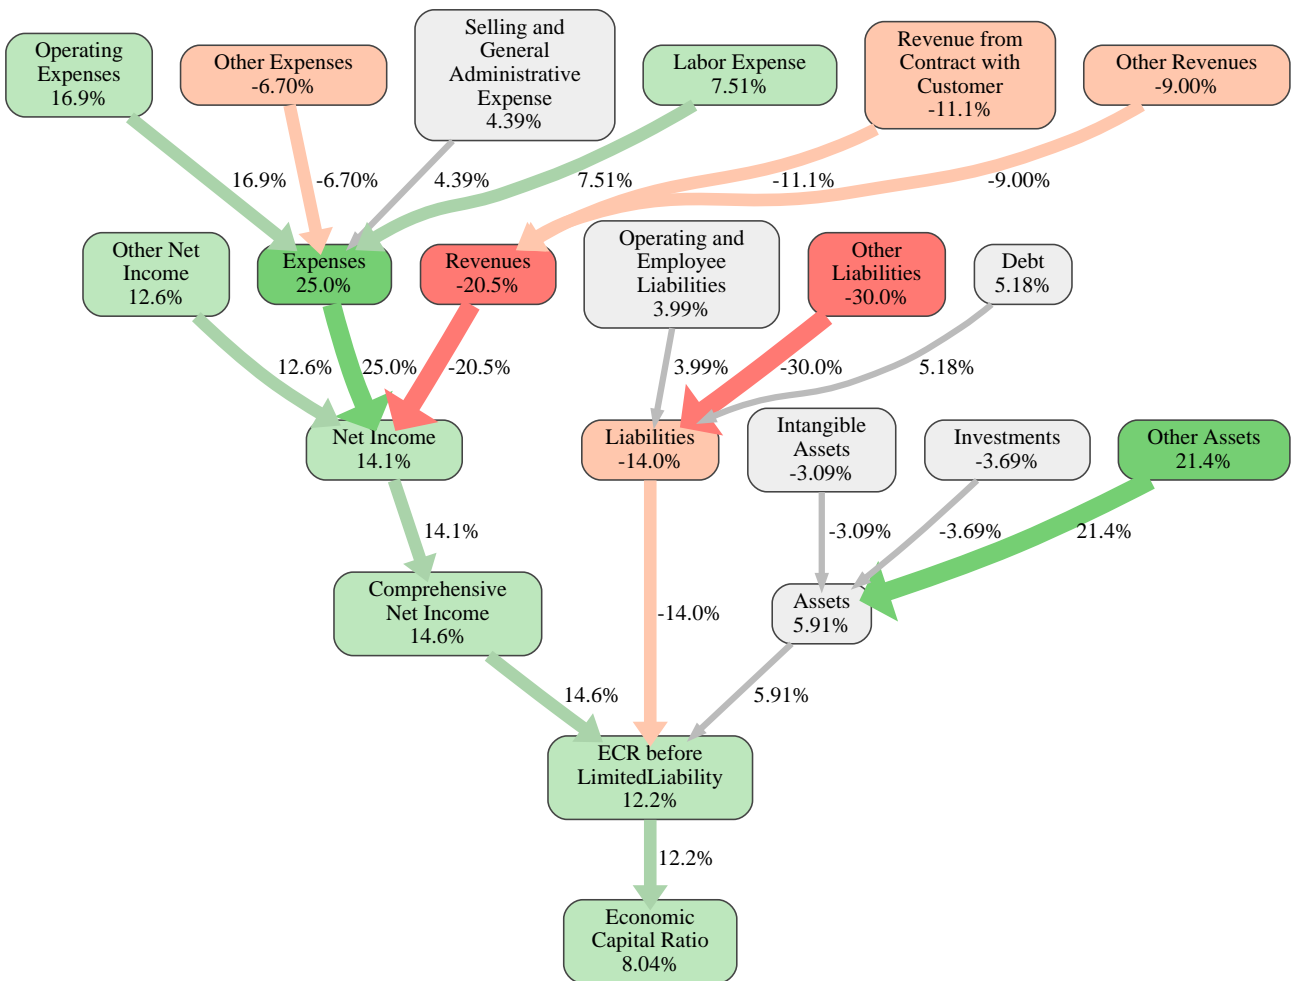 Operating
Expenses
16.9%
Other Expenses
-6.70%
Selling and
General
Administrative
Expense
4.39%
Labor Expense
7.51%
Revenue from
Contract with
Customer
-11.1%
Other Revenues
-9.00%
16.9%
-6.70%
4.39%
7.51%
-11.1%
-9.00%
Other Net
Income
12.6%
Expenses
25.0%
Revenues
-20.5%
Operating and
Employee
Liabilities
3.99%
Other
Liabilities
-30.0%
Debt
5.18%
12.6%
25.0%
-20.5%
3.99%
-30.0%
5.18%
Net Income
14.1%
Liabilities
-14.0%
Intangible
Assets
-3.09%
Investments
-3.69%
Other Assets
21.4%
14.1%
-3.09%
-3.69%
21.4%
Comprehensive
Net Income
14.6%
-14.0%
Assets
5.91%
14.6%
5.91%
ECR before
LimitedLiability
12.2%
12.2%
Economic
Capital Ratio
8.04%